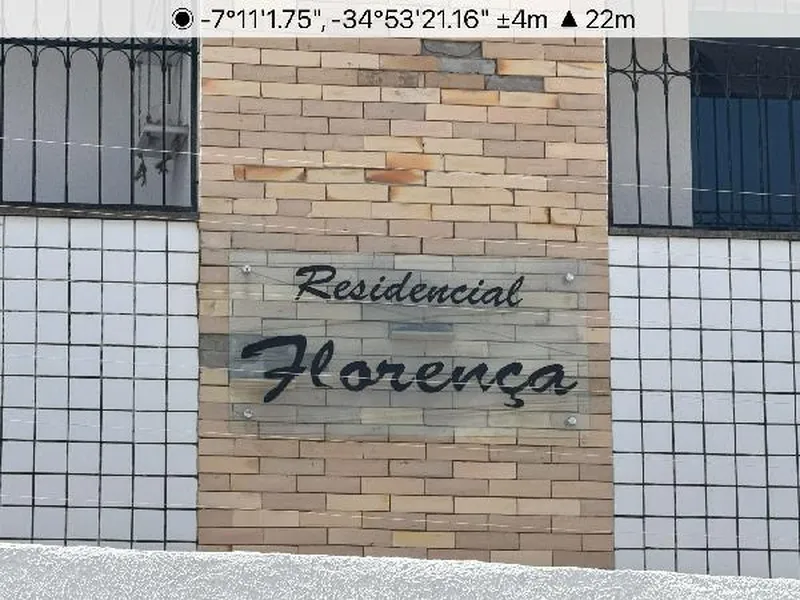 -7°11'1.75", -34°53'21.16" ±4m ▲ 22m
Residencial
Florença